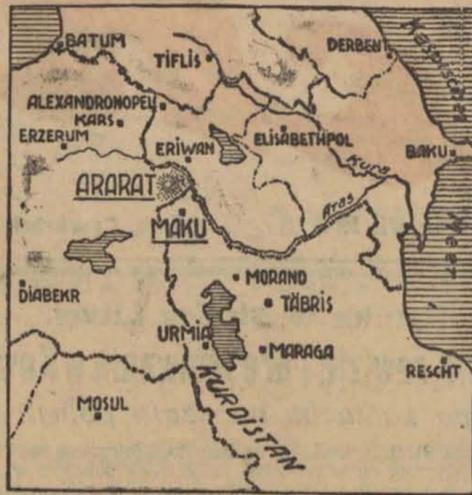 BATUM
TIFLIS
DERBENT
Kaspisches
ALEXANDRONOPEL
KARS
ERZERUM
ELISABETHPOL
ERIWAN
Kura
BAKU
ARARAT
Aras
MAKU
Meer
MORAND
DIABEKR
TÄBRIS
URMIA
MARAGA
RESCHT
KURDISTAN
MOSUL